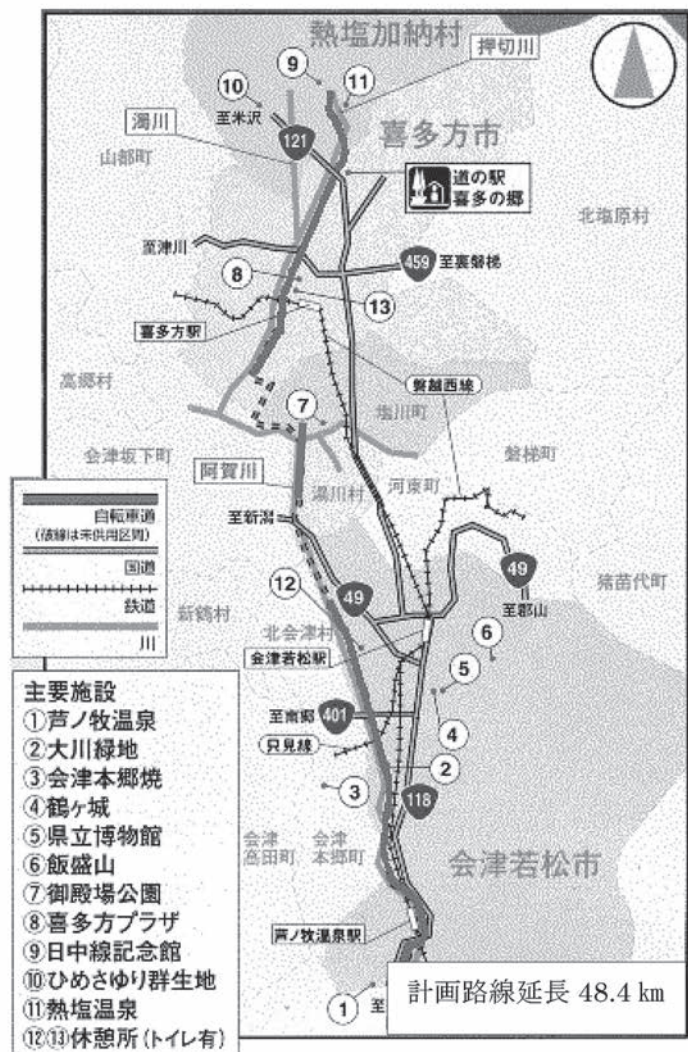 熱塩加納村
押切川
⑨
⑪
⑩
至米沢
濁川
121
喜多方市
山都町
道の駅
喜多の郷
北塩原村
至津川
459
至裏磐梯
⑧
⑬
喜多方駅
磐越西線
高郷村
⑦
塩川町
会津坂下町
磐梯町
阿賀川
湯川村
河東町
至新潟
自転車道
(破線は未供用区間)
国道
鉄道
川
49
猪苗代町
至郡山
新鶴村
⑫
49
北会津村
⑥
会津若松駅
⑤
至南郷
401
④
只見線
②
③
118
会津
高田町
会津
本郷町
会津若松市
芦ノ牧温泉駅
①
至
主要施設
①芦ノ牧温泉
②大川緑地
③会津本郷焼
④鶴ヶ城
⑤県立博物館
⑥飯盛山
⑦御殿場公園
⑧喜多方プラザ
⑨日中線記念館
⑩ひめさゆり群生地
⑪熱塩温泉
⑫⑬休憩所(トイレ有)
計画路線延長 48.4 km